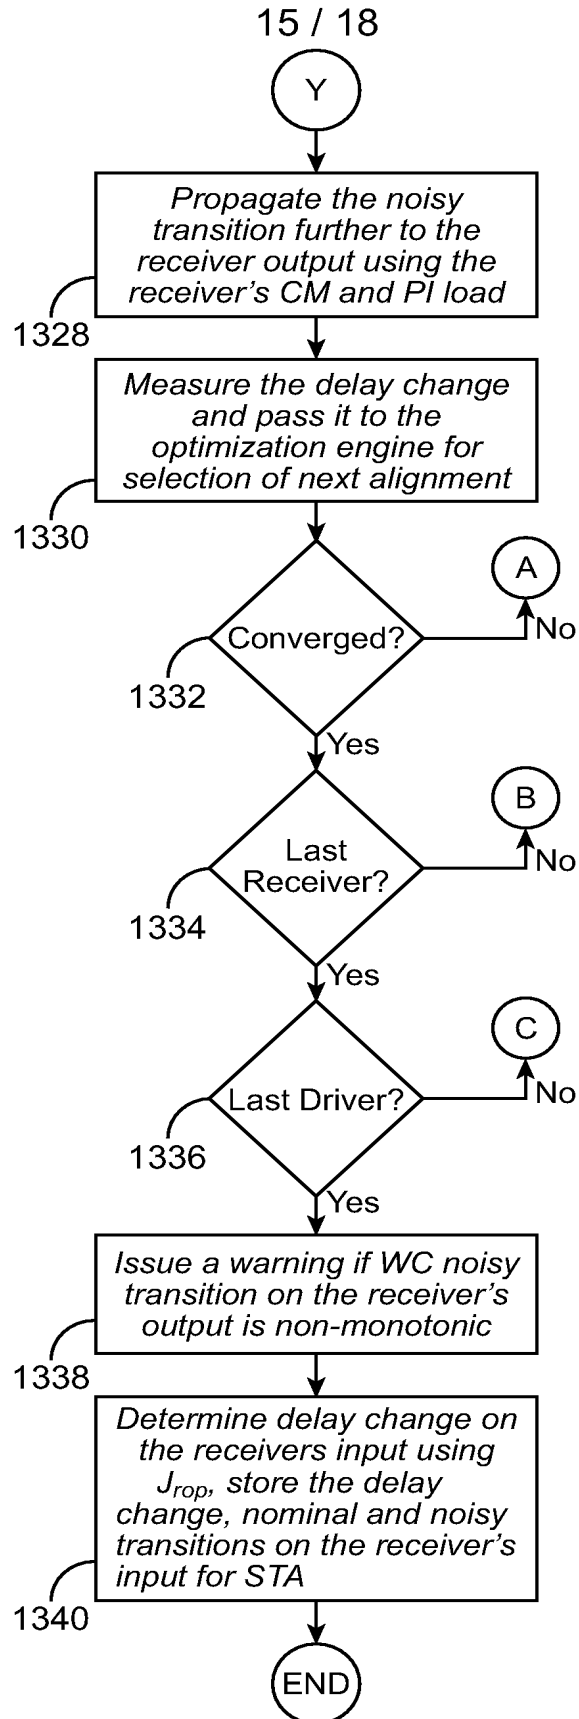 15 / 18
Y
Propagate the noisy
transition further to the
receiver output using the
receiver's CM and PI load
1328
Measure the delay change
and pass it to the
optimization engine for
selection of next alignment
1330
A
Converged?
No
1332
Yes
B
Last
Receiver?
No
1334
Yes
C
Last Driver?
No
1336
Yes
Issue a warning if WC noisy
transition on the receiver's
output is non-monotonic
1338
Determine delay change on
the receivers input using
Jrop, store the delay
change, nominal and noisy
transitions on the receiver's
input for STA
1340
END